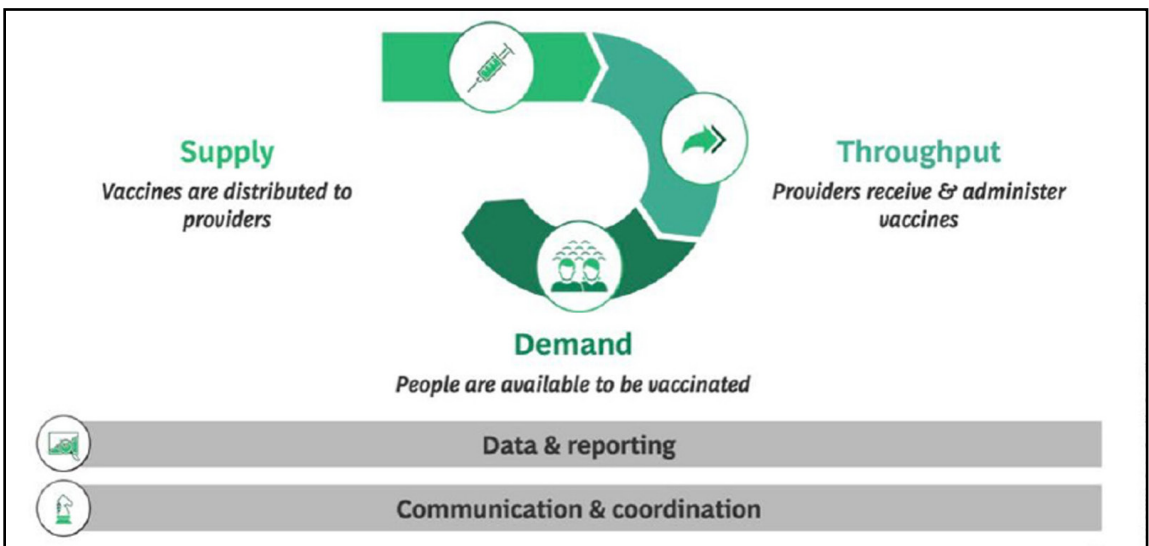 Supply
Vaccines are distributed to
providers
Throughput
Providers receive & administer
vaccines
Demand
People are available to be vaccinated
Data & reporting
Communication & coordination